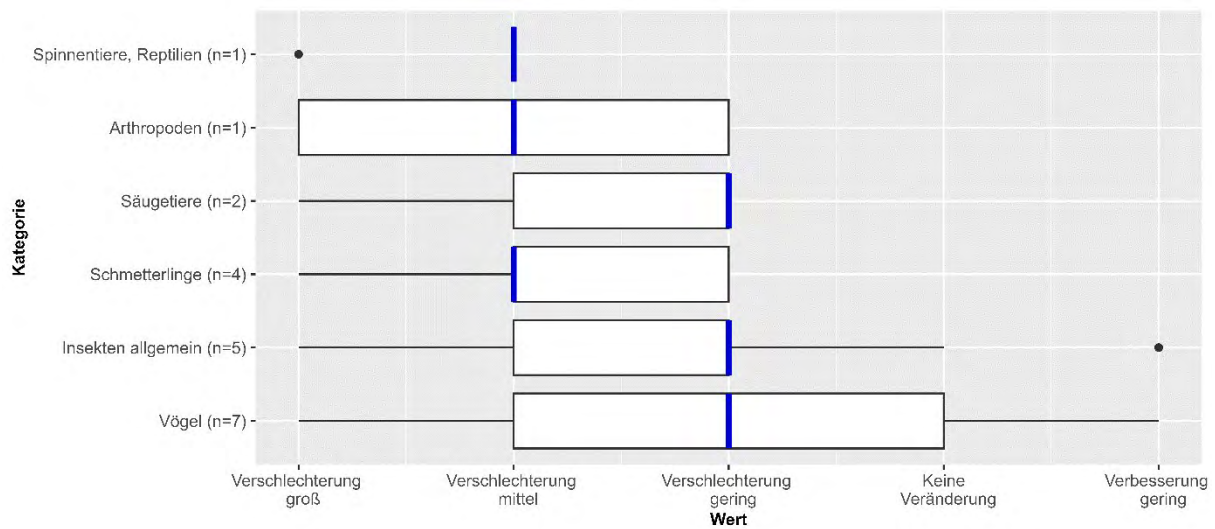 Kategorie
Spinnentiere, Reptilien (n=1)
Arthropoden (n=1)
Säugetiere (n=2)
Schmetterlinge (n=4)
Insekten allgemein (n=5)
Vögel (n=7)
Verschlechterung
groß
Verschlechterung
mittel
Verschlechterung
gering
Keine
Veränderung
Verbesserung
gering
Wert